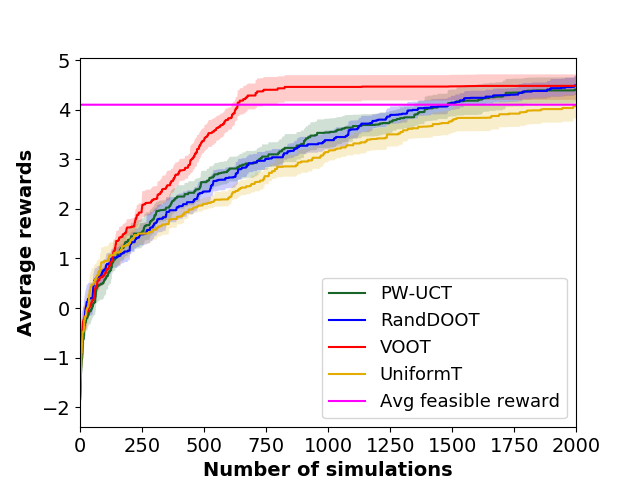 5
4
3
2
1
0
−1
−2
Average rewards
PW-UCT
RandDOOT
VOOT
UniformT
Avg feasible reward
0 250 500 750 1000 1250 1500 1750 2000
Number of simulations